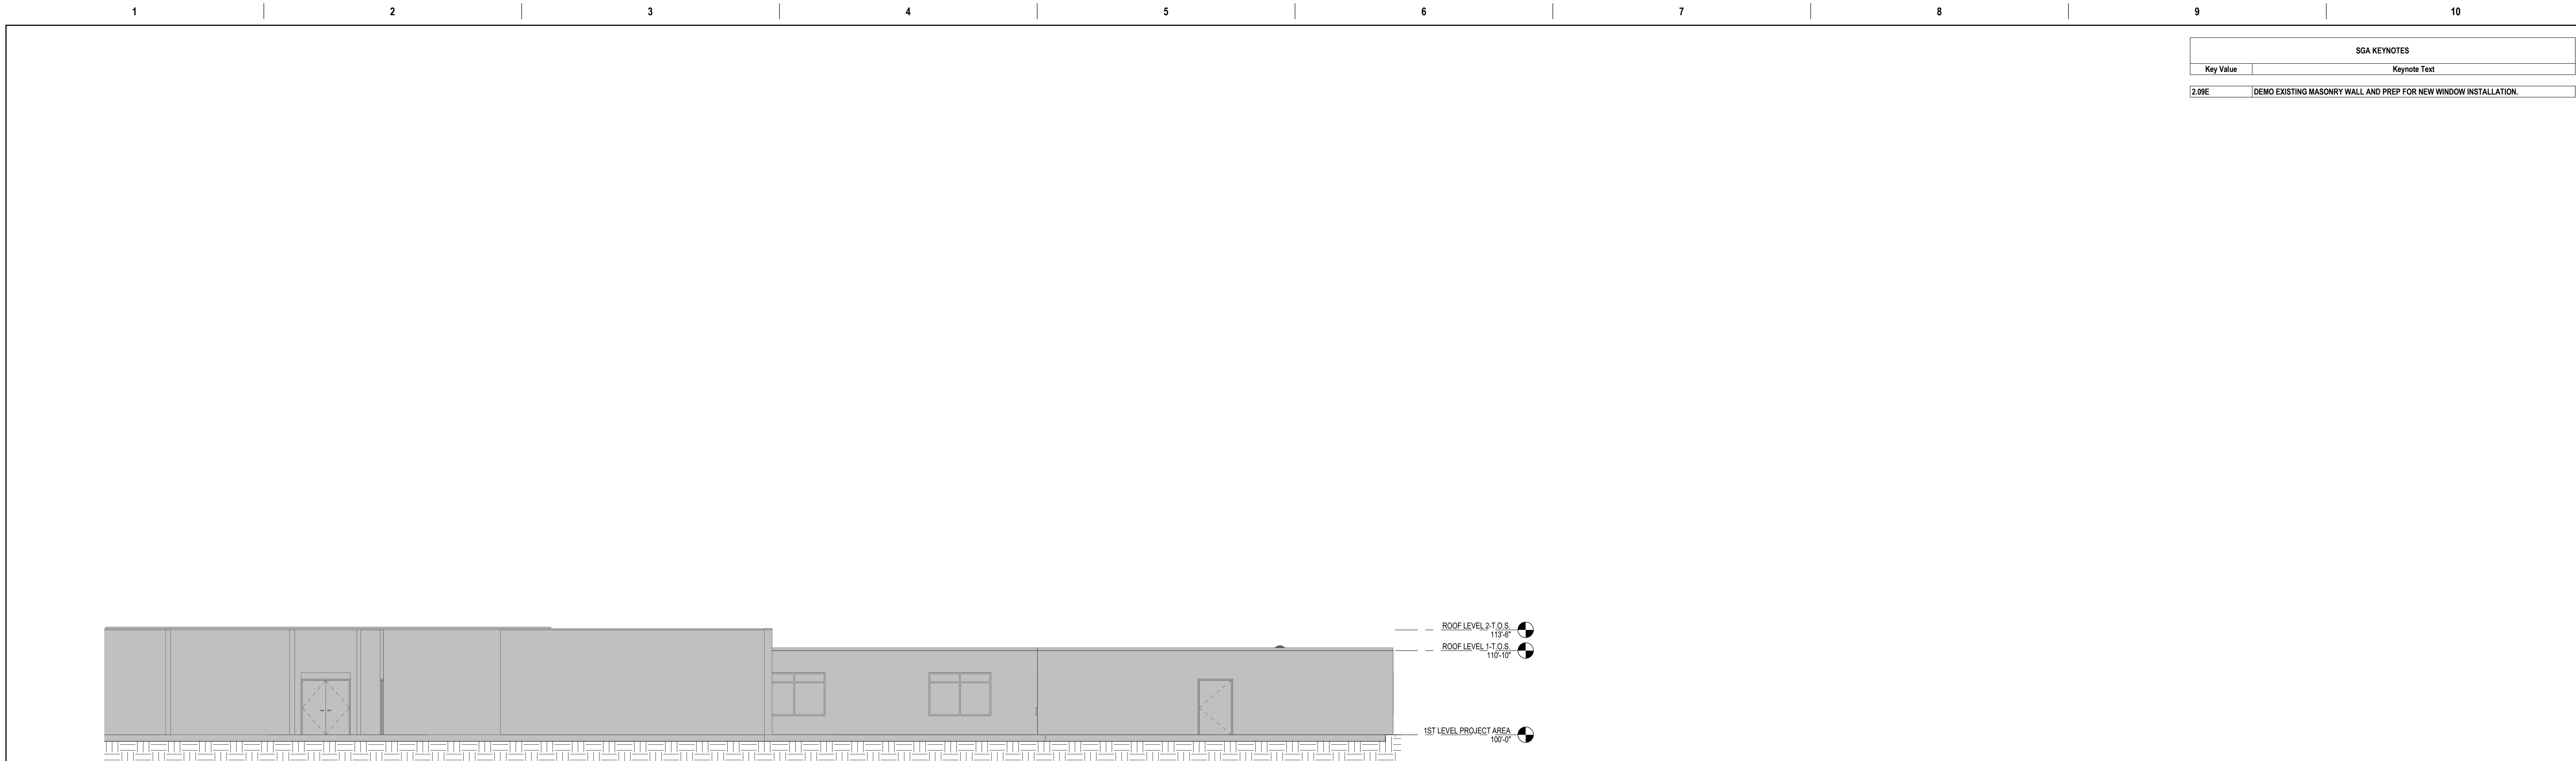 1 2 3 4 5 6 7 8 9 10
SGA KEYNOTES
Key Value Keynote Text
2.09E DEMO EXISTING MASONRY WALL AND PREP FOR NEW WINDOW INSTALLATION.
ROOF LEVEL 2-T.O.S.
113'-6"
ROOF LEVEL 1-T.O.S.
110'-10"
1ST LEVEL PROJECT AREA
100'-0"